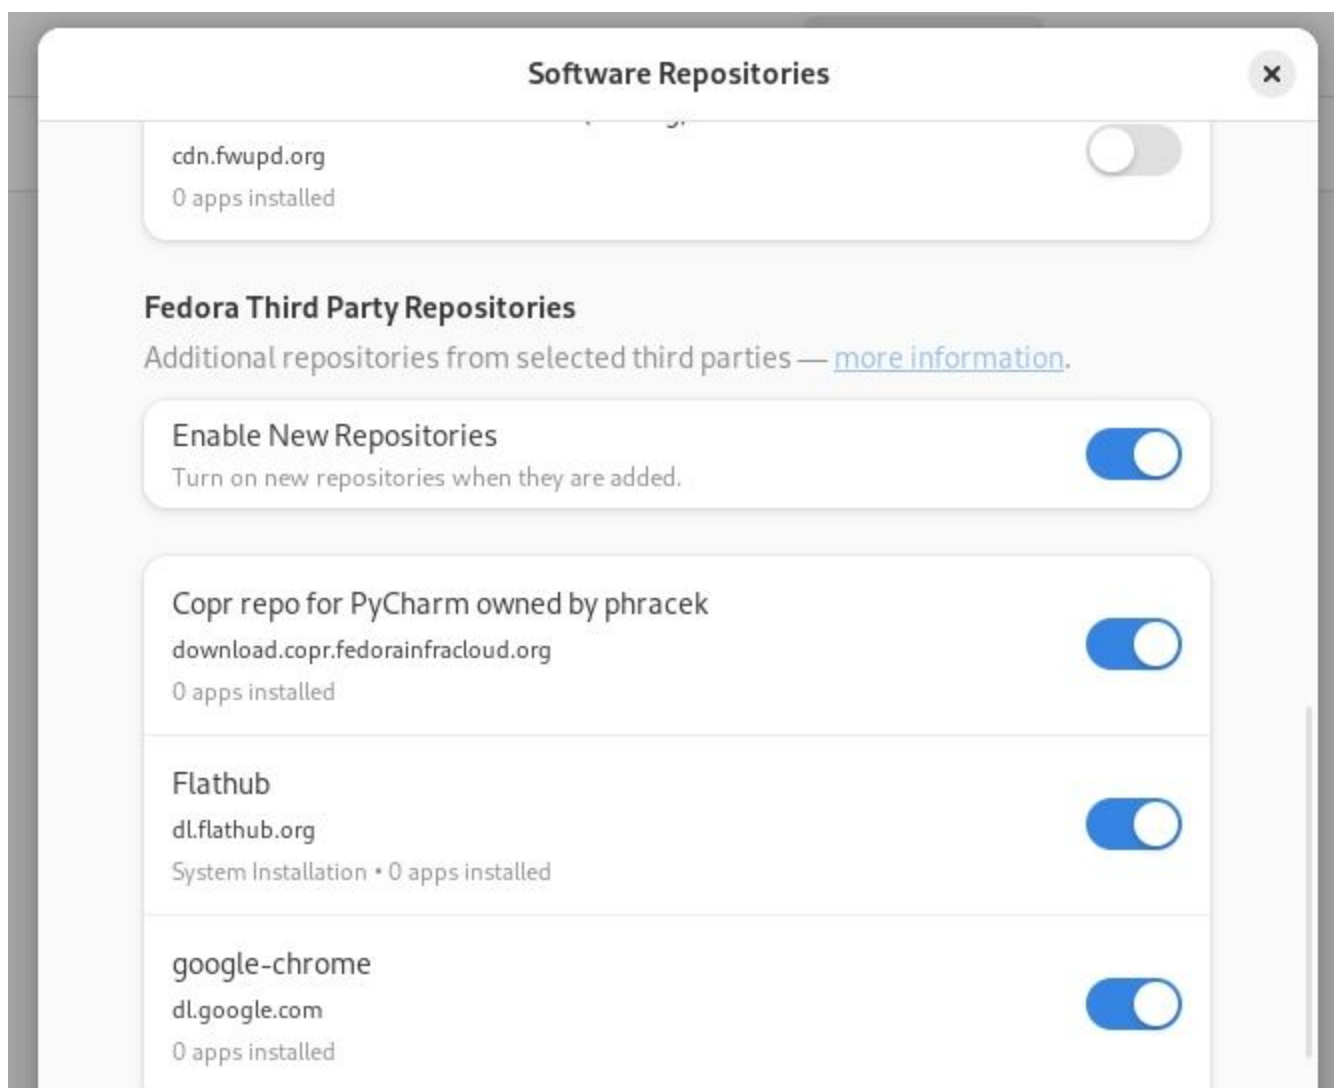 Software Repositories
cdn.fwupd.org
0 apps installed
Fedora Third Party Repositories
Additional repositories from selected third parties — more information.
Enable New Repositories
Turn on new repositories when they are added.
Copr repo for PyCharm owned by phracek
download.copr.fedorainfracloud.org
0 apps installed
Flathub
dl.flathub.org
System Installation • 0 apps installed
google-chrome
dl.google.com
0 apps installed